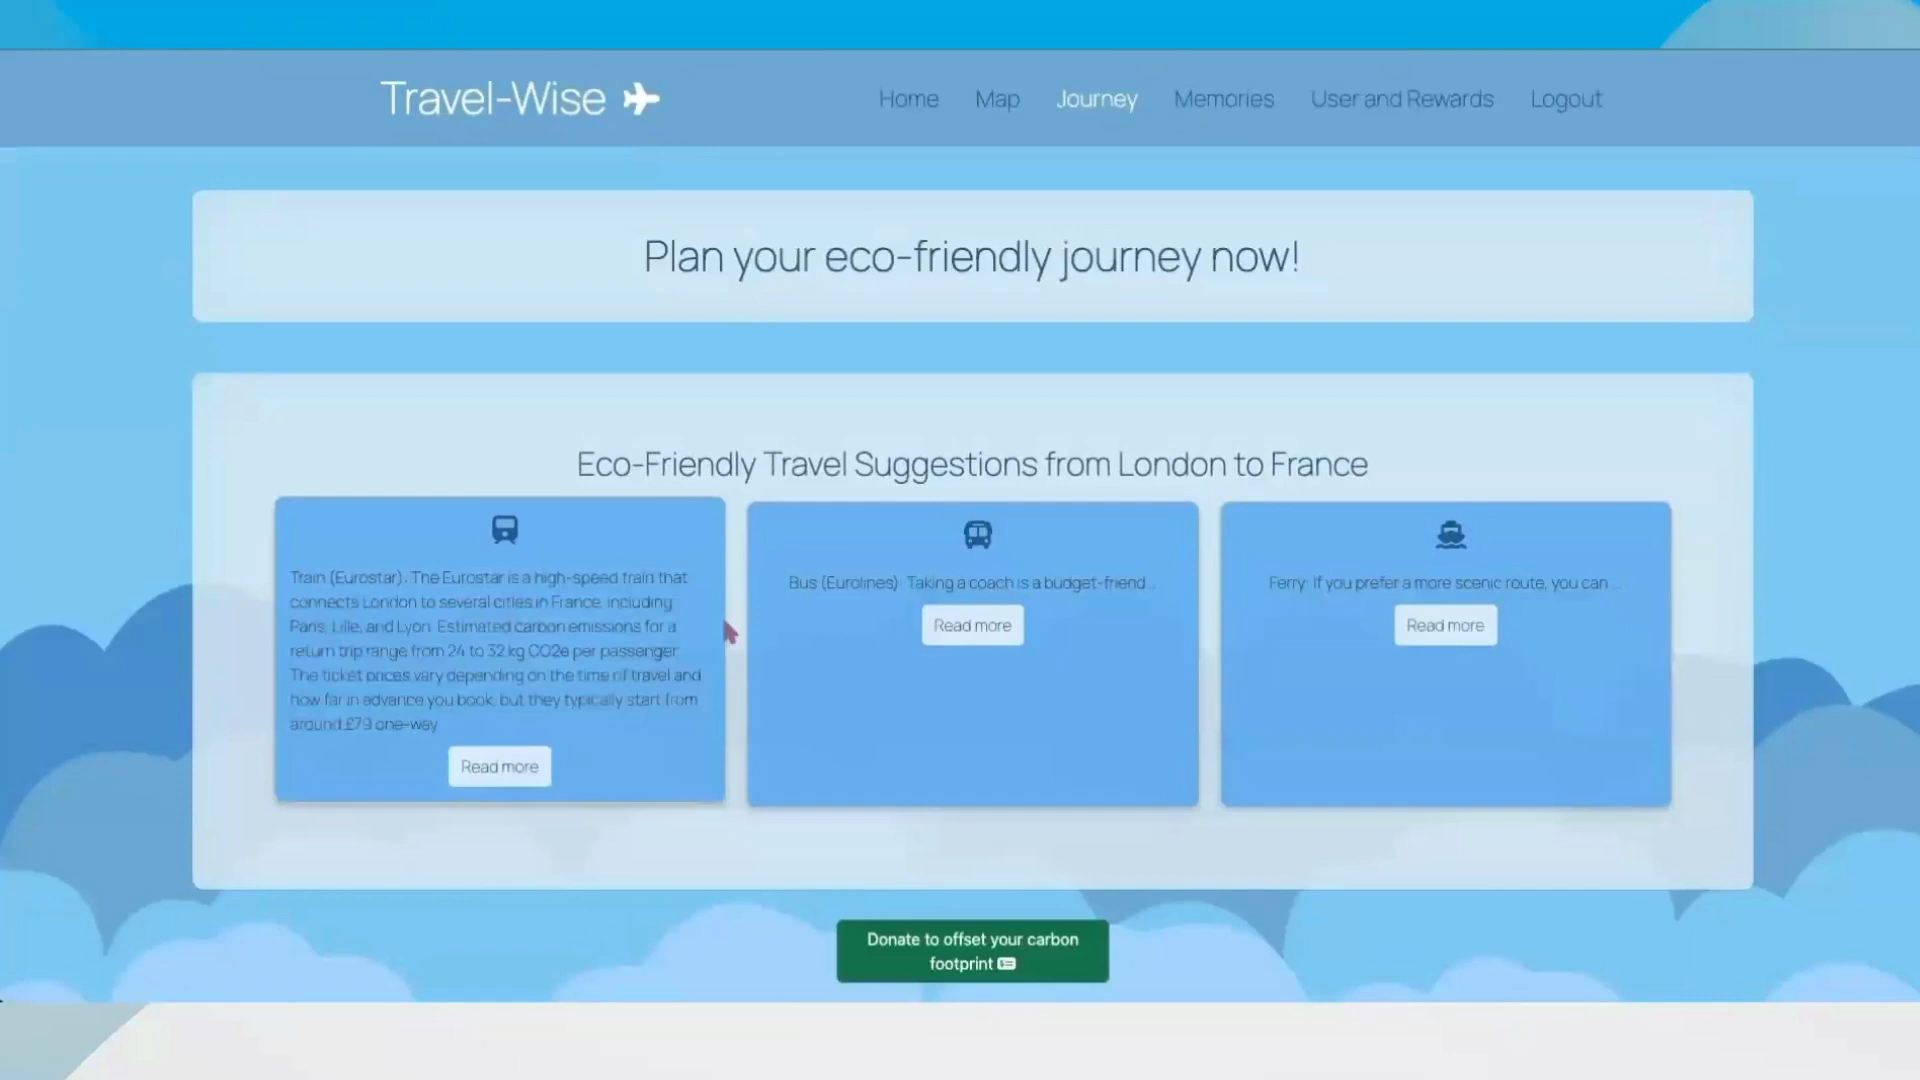 Travel-Wise
Home Map Journey Memories User and Rewards Logout
Plan your eco-friendly journey now!
Eco-Friendly Travel Suggestions from London to France
Train (Eurostar): The Eurostar is a high-speed train that
connects London to several cities in France, including
Paris, Lille, and Lyon. Estimated carbon emissions for a
return trip range from 24 to 32 kg CO2e per passenger.
The ticket prices vary depending on the time of travel and
how far in advance you book, but they typically start from
around £79 one-way
Read more
Bus (Eurolines): Taking a coach is a budget-friend...
Read more
Ferry: If you prefer a more scenic route, you can ...
Read more
Donate to offset your carbon
footprint